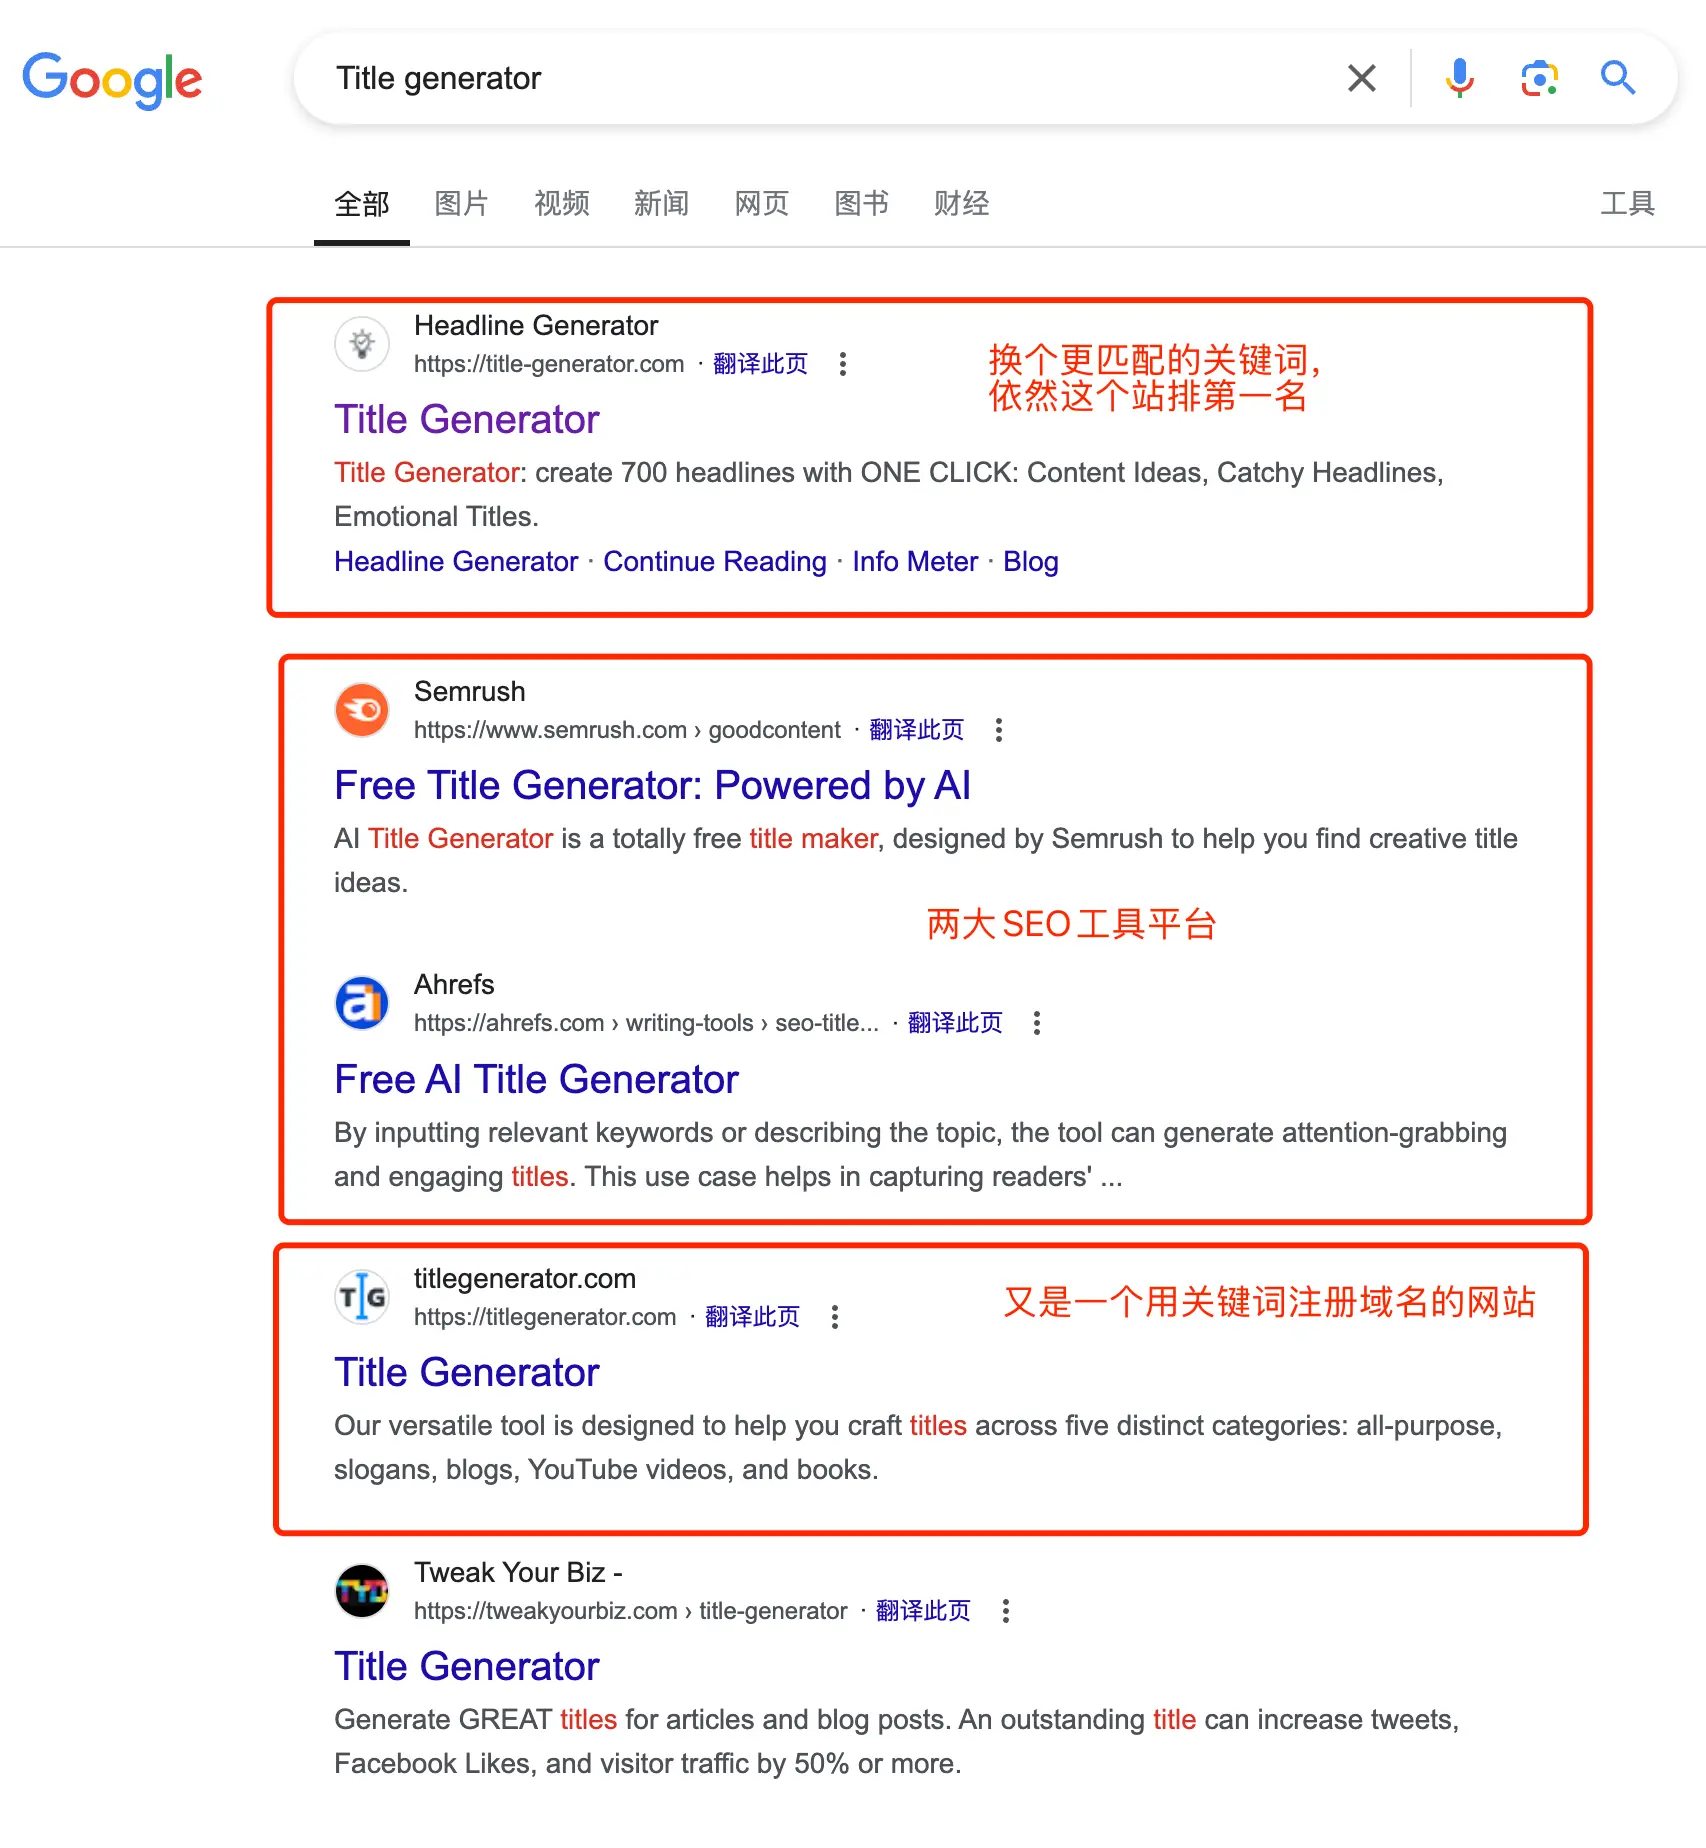 Google
Title generator
全部 图片 视频 新闻 网页 图书 财经 工具
Headline Generator
https://title-generator.com · 翻译此页
换个更匹配的关键词,
依然这个站排第一名
Title Generator
Title Generator: create 700 headlines with ONE CLICK: Content Ideas, Catchy Headlines,
Emotional Titles.
Headline Generator · Continue Reading · Info Meter · Blog
Semrush
https://www.semrush.com › goodcontent · 翻译此页
Free Title Generator: Powered by AI
AI Title Generator is a totally free title maker, designed by Semrush to help you find creative title
ideas.
两大SEO工具平台
Ahrefs
https://ahrefs.com › writing-tools › seo-title... · 翻译此页
Free AI Title Generator
By inputting relevant keywords or describing the topic, the tool can generate attention-grabbing
and engaging titles. This use case helps in capturing readers' ...
TG
titlegenerator.com
https://titlegenerator.com · 翻译此页
又是一个用关键词注册域名的网站
Title Generator
Our versatile tool is designed to help you craft titles across five distinct categories: all-purpose,
slogans, blogs, YouTube videos, and books.
Tweak Your Biz -
https://tweakyourbiz.com › title-generator · 翻译此页
Title Generator
Generate GREAT titles for articles and blog posts. An outstanding title can increase tweets,
Facebook Likes, and visitor traffic by 50% or more.